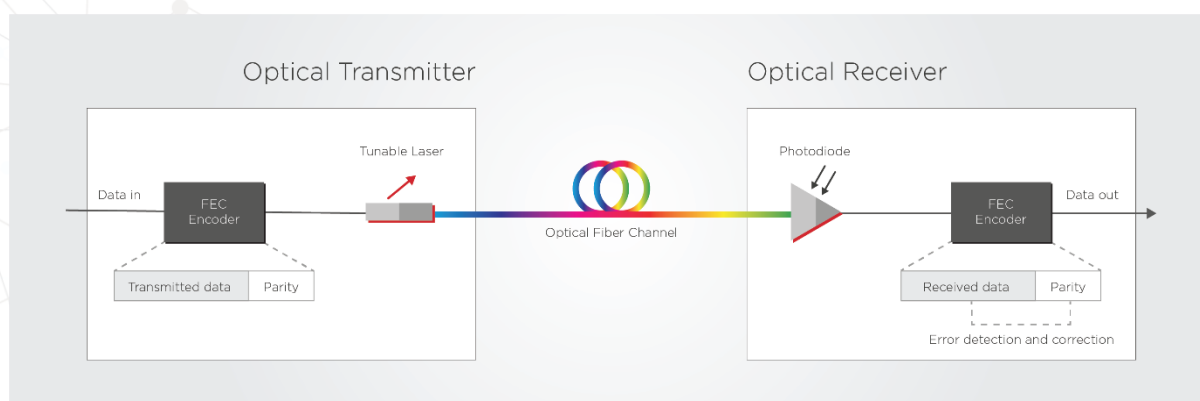 Optical Transmitter
Optical Receiver
Tunable Laser
Photodiode
Data in
FEC
Encoder
Optical Fiber Channel
FEC
Encoder
Data out
Transmitted data
Parity
Received data
Parity
Error detection and correction